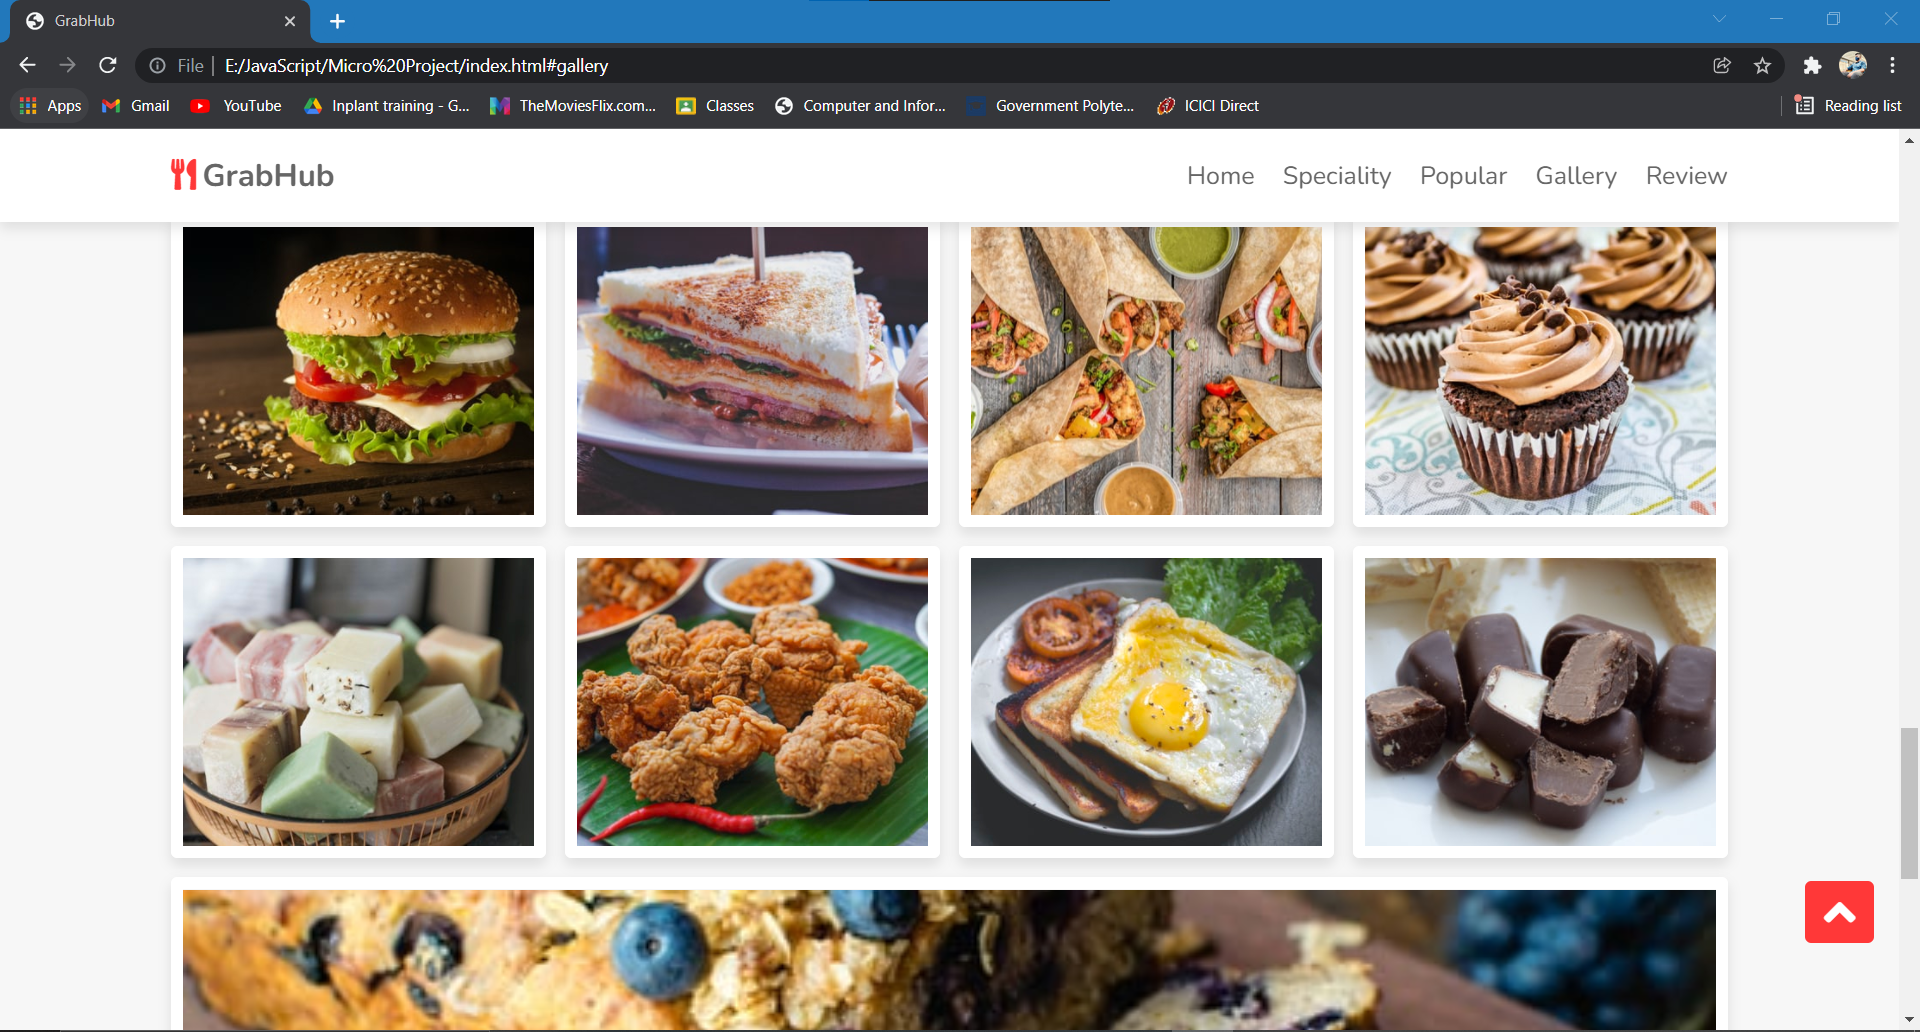 GrabHub
File
E:/JavaScript/Micro%20Project/index.html#gallery
Apps Gmail YouTube Inplant training - G... TheMoviesFlix.com... Classes Computer and Infor... Government Polyte... ICICI Direct Reading list
GrabHub Home Speciality Popular Gallery Review